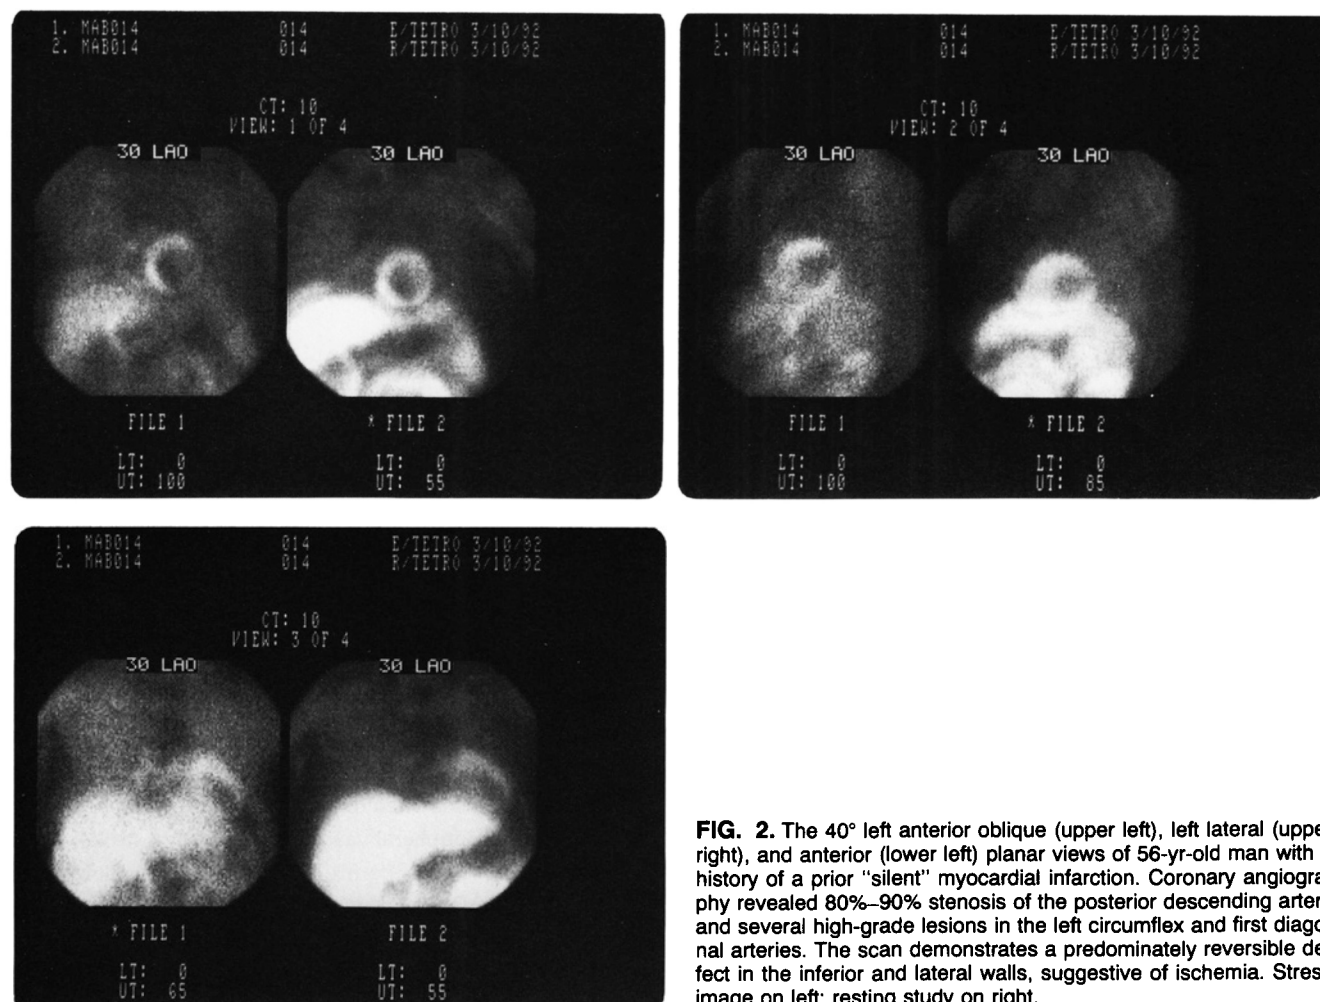 1. MAB014 014 E/TETRO 3/10/92
2. MAB014 014 R/TETRO 3/10/92
CT: 10
VIEW: 1 OF 4
30 LAO 30 LAO
FILE 1 * FILE 2
LT: 0 LT: 0
UT: 100 UT: 55
1. MAB014 014 E/TETRO 3/10/92
2. MAB014 014 R/TETRO 3/10/92
CT: 10
VIEW: 2 OF 4
30 LAO 30 LAO
FILE 1 * FILE 2
LT: 0 LT: 0
UT: 100 UT: 85
1. MAB014 014 E/TETRO 3/10/92
2. MAB014 014 R/TETRO 3/10/92
CT: 10
VIEW: 3 OF 4
30 LAO 30 LAO
* FILE 1 FILE 2
LT: 0 LT: 0
UT: 65 UT: 55
FIG. 2. The 40° left anterior oblique (upper left), left lateral (uppe
right), and anterior (lower left) planar views of 56-yr-old man with
history of a prior "silent" myocardial infarction. Coronary angiogra
phy revealed 80%–90% stenosis of the posterior descending arter
and several high-grade lesions in the left circumflex and first diago
nal arteries. The scan demonstrates a predominately reversible de
fect in the inferior and lateral walls, suggestive of ischemia. Stres
image on left; resting study on right.